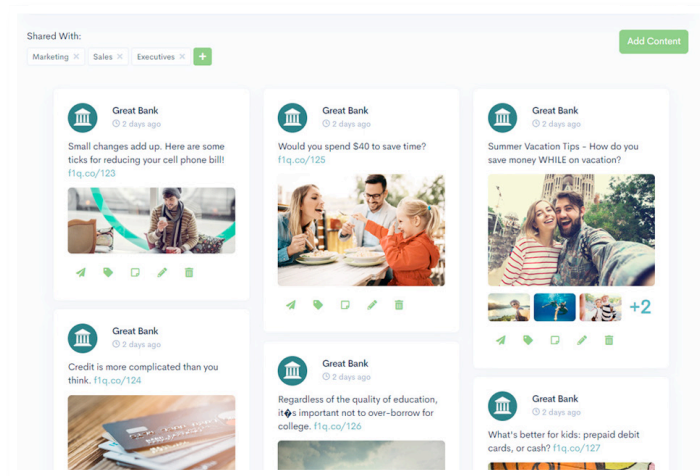 Shared With:
Marketing ×
Sales ×
Executives ×
+
Add Content
Great Bank
2 days ago
Small changes add up. Here are some
ticks for reducing your cell phone bill!
f1q.co/123
Great Bank
2 days ago
Credit is more complicated than you
think. f1q.co/124
Great Bank
2 days ago
Would you spend $40 to save time?
f1q.co/125
Great Bank
2 days ago
Regardless of the quality of education,
it�s important not to over-borrow for
college. f1q.co/126
Great Bank
2 days ago
Summer Vacation Tips - How do you
save money WHILE on vacation?
+2
Great Bank
2 days ago
What's better for kids: prepaid debit
cards, or cash? f1q.co/127